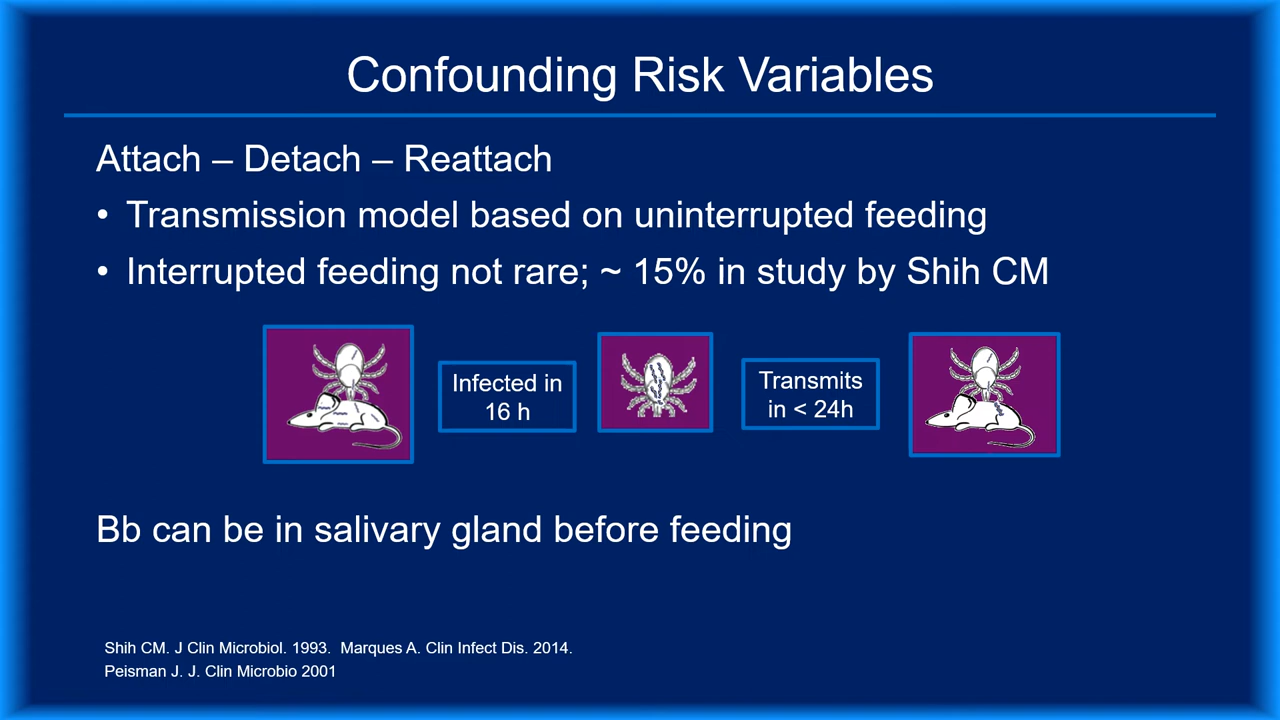 Confounding Risk Variables
Attach – Detach – Reattach
• Transmission model based on uninterrupted feeding
• Interrupted feeding not rare; ~ 15% in study by Shih CM
Infected in
16 h
Transmits
in < 24h
Bb can be in salivary gland before feeding
Shih CM. J Clin Microbiol. 1993. Marques A. Clin Infect Dis. 2014.
Peisman J. J. Clin Microbio 2001